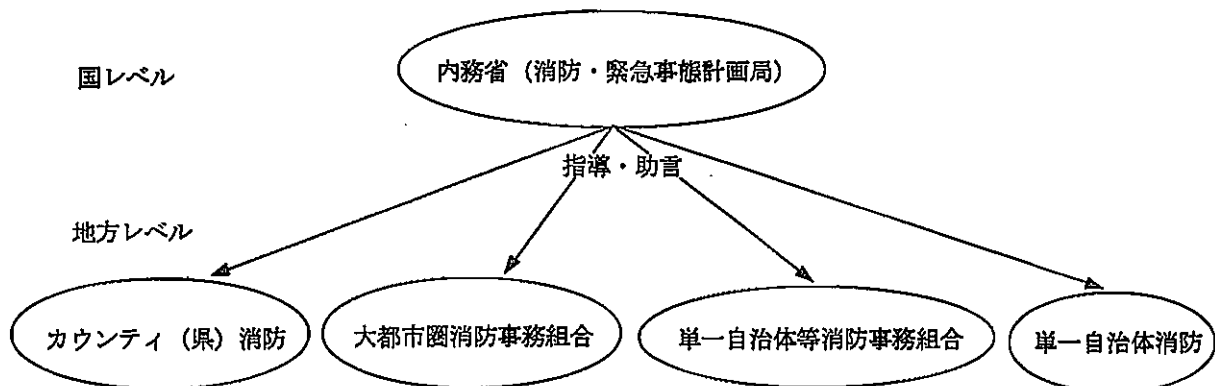 国レベル
内務省（消防・緊急事態計画局）
指導・助言
地方レベル
カウンティ（県）消防
大都市圏消防事務組合
単一自治体等消防事務組合
単一自治体消防